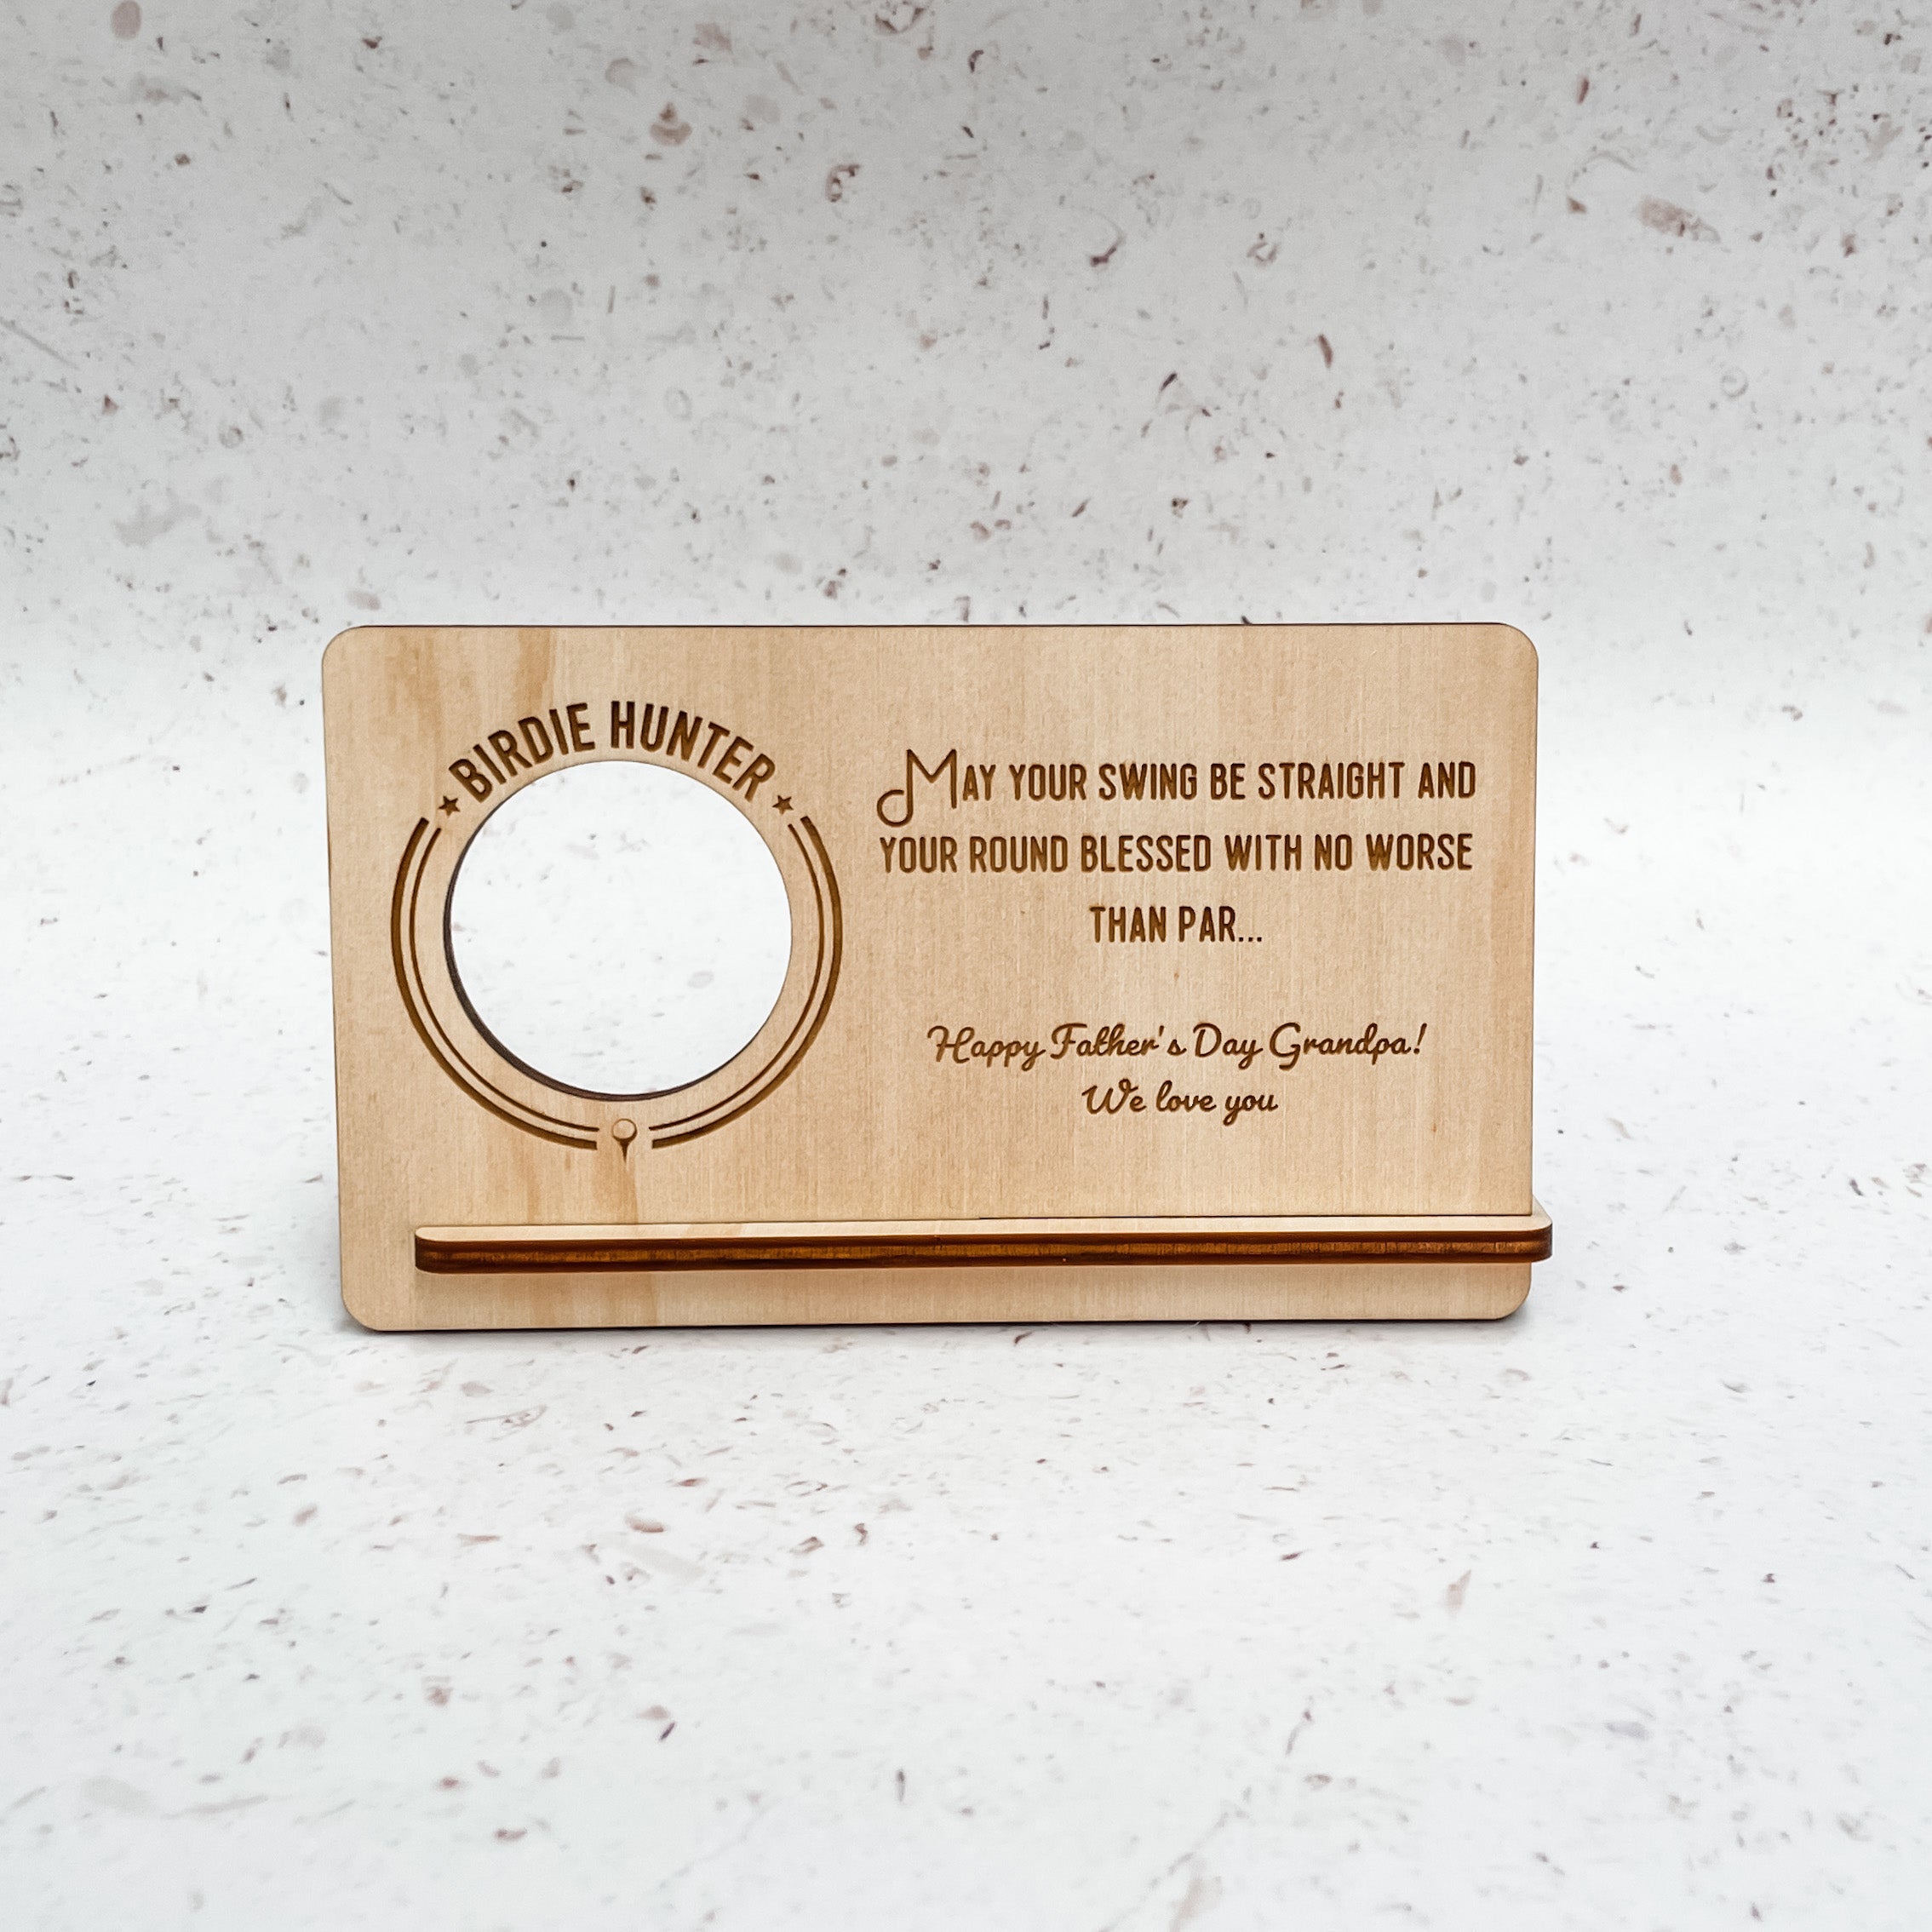 BIRDIE HUNTER
MAY YOUR SWING BE STRAIGHT AND
YOUR ROUND BLESSED WITH NO WORSE
THAN PAR...
Happy Father's Day Grandpa!
We love you